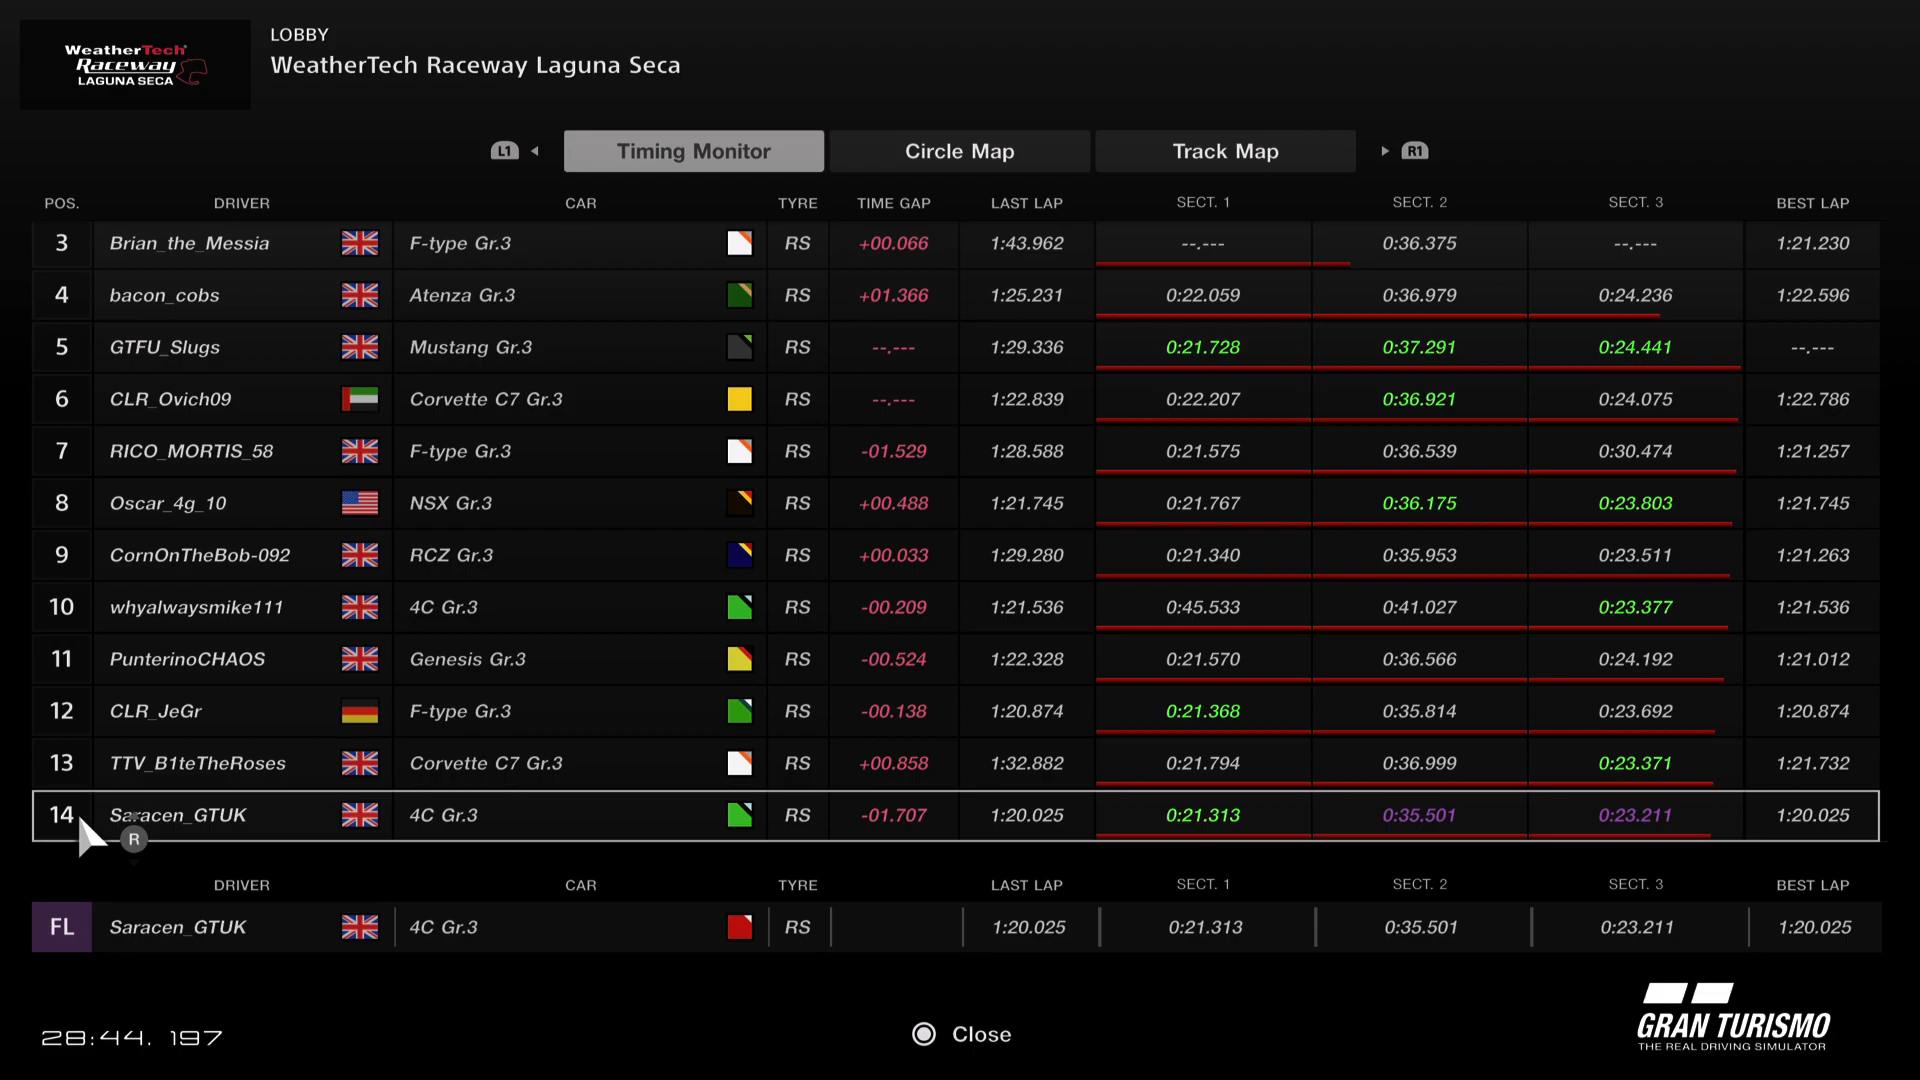 WeatherTech
Raceway
LAGUNA SECA
LOBBY
WeatherTech Raceway Laguna Seca
L1 Timing Monitor Circle Map Track Map R1
POS. DRIVER CAR TYRE TIME GAP LAST LAP SECT. 1 SECT. 2 SECT. 3 BEST LAP
3 Brian_the_Messia F-type Gr.3 RS +00.066 1:43.962 --.--- 0:36.375 --.--- 1:21.230
4 bacon_cobs Atenza Gr.3 RS +01.366 1:25.231 0:22.059 0:36.979 0:24.236 1:22.596
5 GTFU_Slugs Mustang Gr.3 RS --.--- 1:29.336 0:21.728 0:37.291 0:24.441 --.---
6 CLR_Ovich09 Corvette C7 Gr.3 RS --.--- 1:22.839 0:22.207 0:36.921 0:24.075 1:22.786
7 RICO_MORTIS_58 F-type Gr.3 RS -01.529 1:28.588 0:21.575 0:36.539 0:30.474 1:21.257
8 Oscar_4g_10 NSX Gr.3 RS +00.488 1:21.745 0:21.767 0:36.175 0:23.803 1:21.745
9 CornOnTheBob-092 RCZ Gr.3 RS +00.033 1:29.280 0:21.340 0:35.953 0:23.511 1:21.263
10 whyalwaysmike111 4C Gr.3 RS -00.209 1:21.536 0:45.533 0:41.027 0:23.377 1:21.536
11 PunterinoCHAOS Genesis Gr.3 RS -00.524 1:22.328 0:21.570 0:36.566 0:24.192 1:21.012
12 CLR_JeGr F-type Gr.3 RS -00.138 1:20.874 0:21.368 0:35.814 0:23.692 1:20.874
13 TTV_B1teTheRoses Corvette C7 Gr.3 RS +00.858 1:32.882 0:21.794 0:36.999 0:23.371 1:21.732
14 Saracen_GTUK 4C Gr.3 RS -01.707 1:20.025 0:21.313 0:35.501 0:23.211 1:20.025
R
DRIVER CAR TYRE LAST LAP SECT. 1 SECT. 2 SECT. 3 BEST LAP
FL Saracen_GTUK 4C Gr.3 RS 1:20.025 0:21.313 0:35.501 0:23.211 1:20.025
28:44. 197
Close
GRAN TURISMO
THE REAL DRIVING SIMULATOR